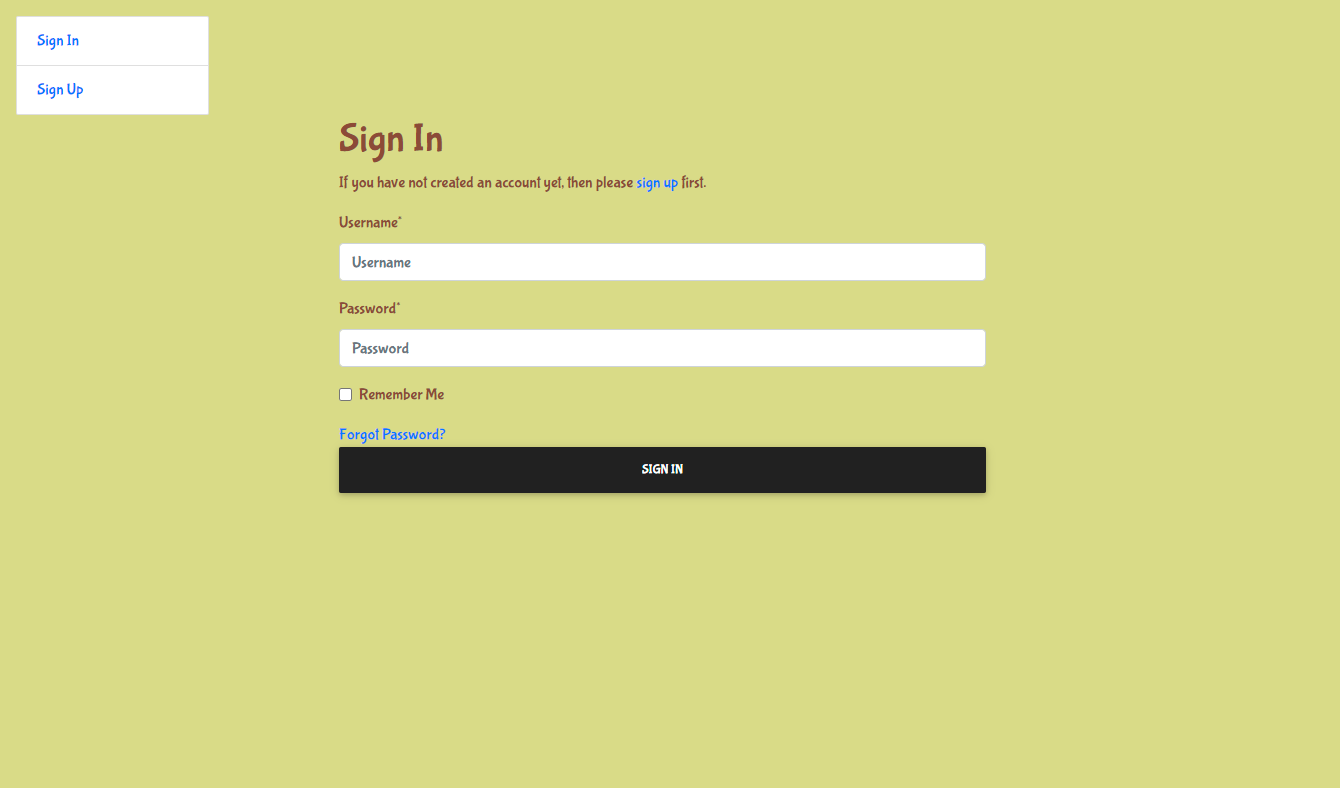 Sign In
Sign Up
Sign In
If you have not created an account yet, then please sign up first.
Username*
Username
Password*
Password
Remember Me
Forgot Password?
SIGN IN